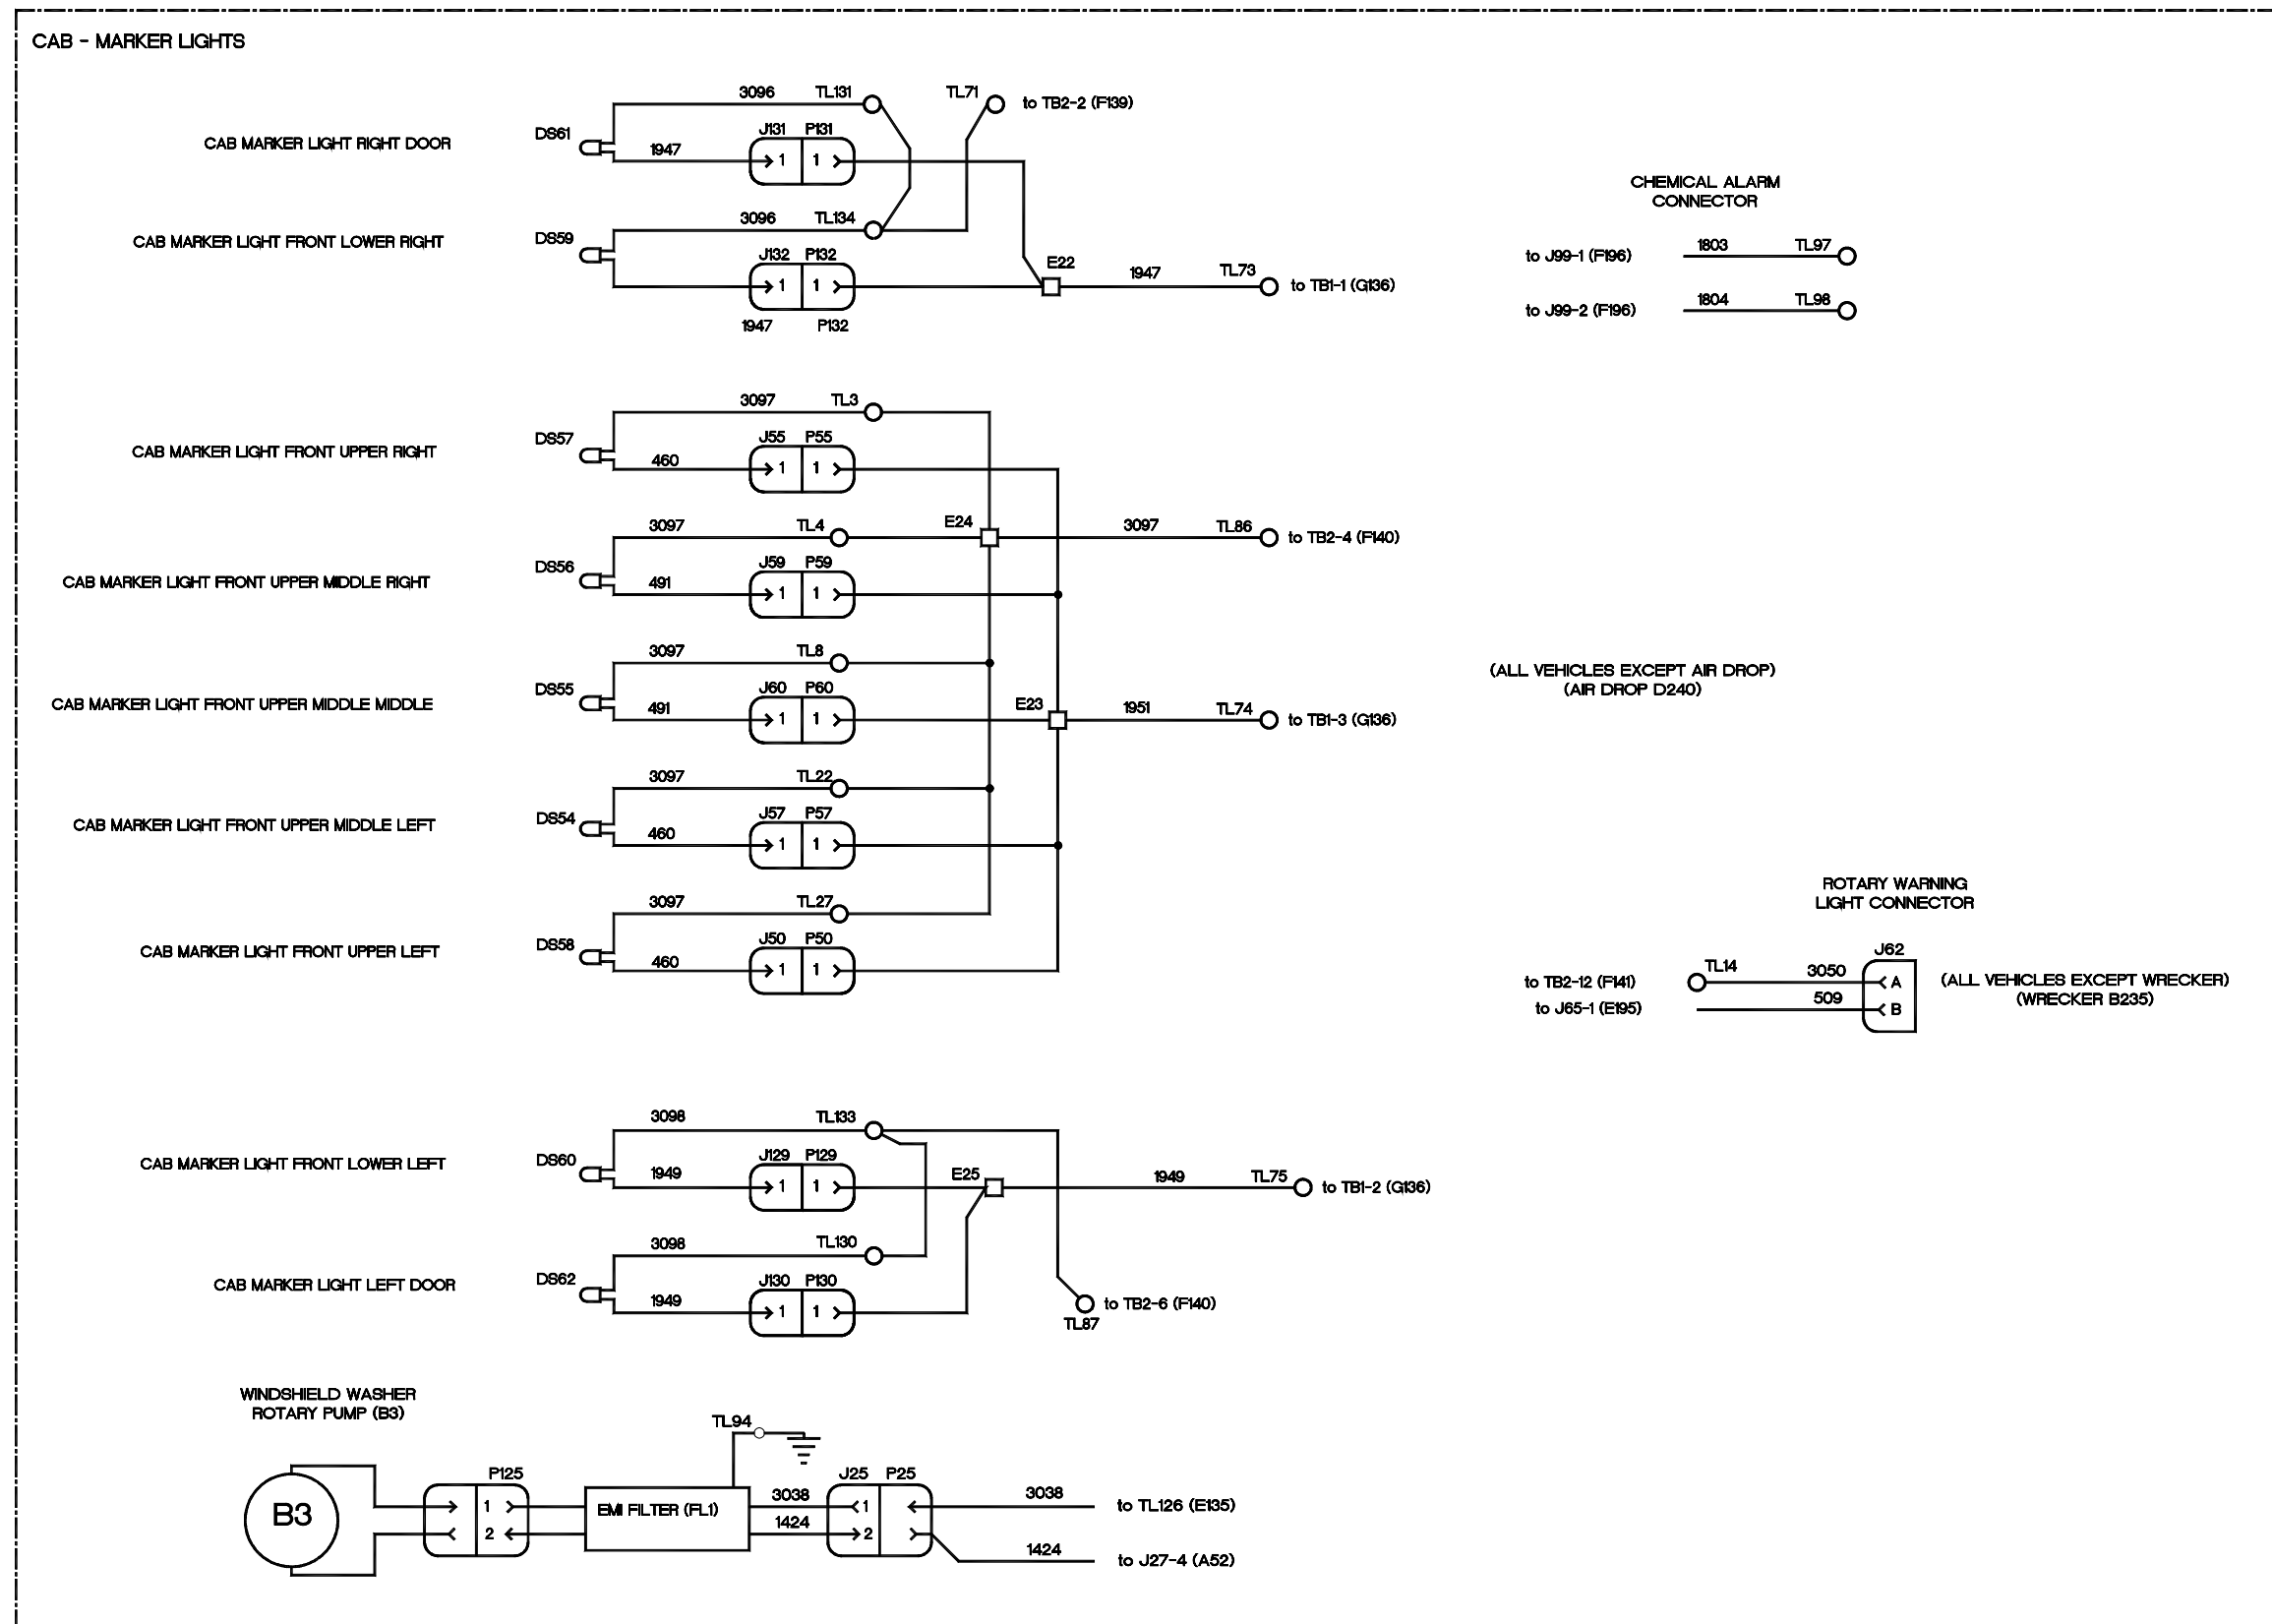 CAB - MARKER LIGHTS
3096 TL131 TL71 to TB2-2 (F139)
CAB MARKER LIGHT RIGHT DOOR DS61 J131 P131
1947 1 1
CHEMICAL ALARM
CONNECTOR
3096 TL134
CAB MARKER LIGHT FRONT LOWER RIGHT DS59 J132 P132
1 1 E22 1947 TL73 to TB1-1 (G136)
1947 P132
to J99-1 (F196) 1803 TL97
to J99-2 (F196) 1804 TL98
3097 TL3
CAB MARKER LIGHT FRONT UPPER RIGHT DS57 J55 P55
460 1 1
3097 TL4 E24 3097 TL86 to TB2-4 (F140)
CAB MARKER LIGHT FRONT UPPER MIDDLE RIGHT DS56 J59 P59
491 1 1
3097 TL8
CAB MARKER LIGHT FRONT UPPER MIDDLE MIDDLE DS55 J60 P60
491 1 1 E23 1951 TL74 to TB1-3 (G136)
(ALL VEHICLES EXCEPT AIR DROP)
(AIR DROP D240)
3097 TL22
CAB MARKER LIGHT FRONT UPPER MIDDLE LEFT DS54 J57 P57
460 1 1
3097 TL27
CAB MARKER LIGHT FRONT UPPER LEFT DS58 J50 P50
460 1 1
ROTARY WARNING
LIGHT CONNECTOR
J62
to TB2-12 (F141) TL14 3050 A
to J65-1 (E195) 509 B
(ALL VEHICLES EXCEPT WRECKER)
(WRECKER B235)
3098 TL133
CAB MARKER LIGHT FRONT LOWER LEFT DS60 J129 P129
1949 1 1 E25 1949 TL75 to TB1-2 (G136)
3098 TL130
CAB MARKER LIGHT LEFT DOOR DS62 J130 P130
1949 1 1
to TB2-6 (F140)
TL87
WINDSHIELD WASHER
ROTARY PUMP (B3)
TL94
B3 P125 1 2
EMI FILTER (FL1)
3038 J25 P25 1 3038 to TL126 (E135)
1424 2 1424 to J27-4 (A52)